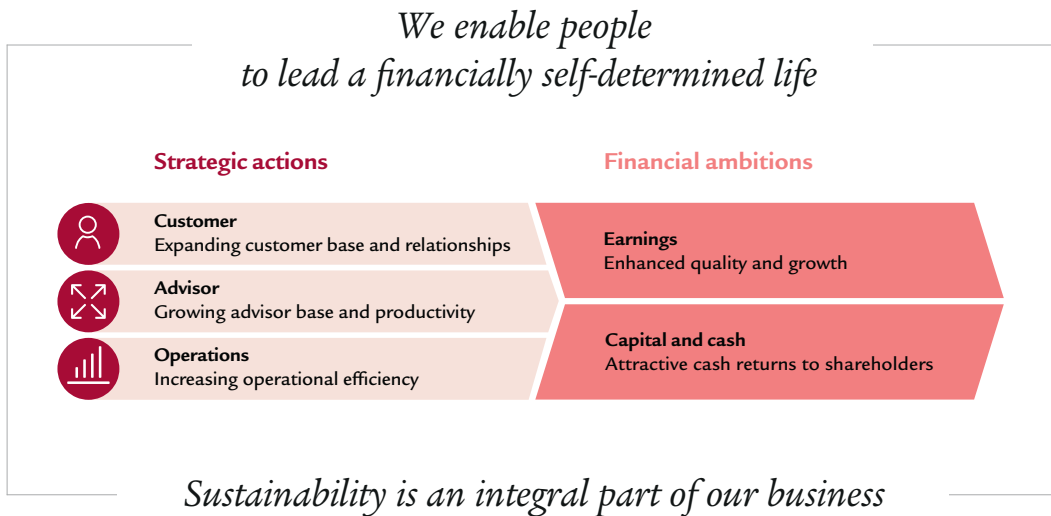 We enable people
to lead a financially self-determined life
Strategic actions
Financial ambitions
Customer
Expanding customer base and relationships
Advisor
Growing advisor base and productivity
Operations
Increasing operational efficiency
Earnings
Enhanced quality and growth
Capital and cash
Attractive cash returns to shareholders
Sustainability is an integral part of our business